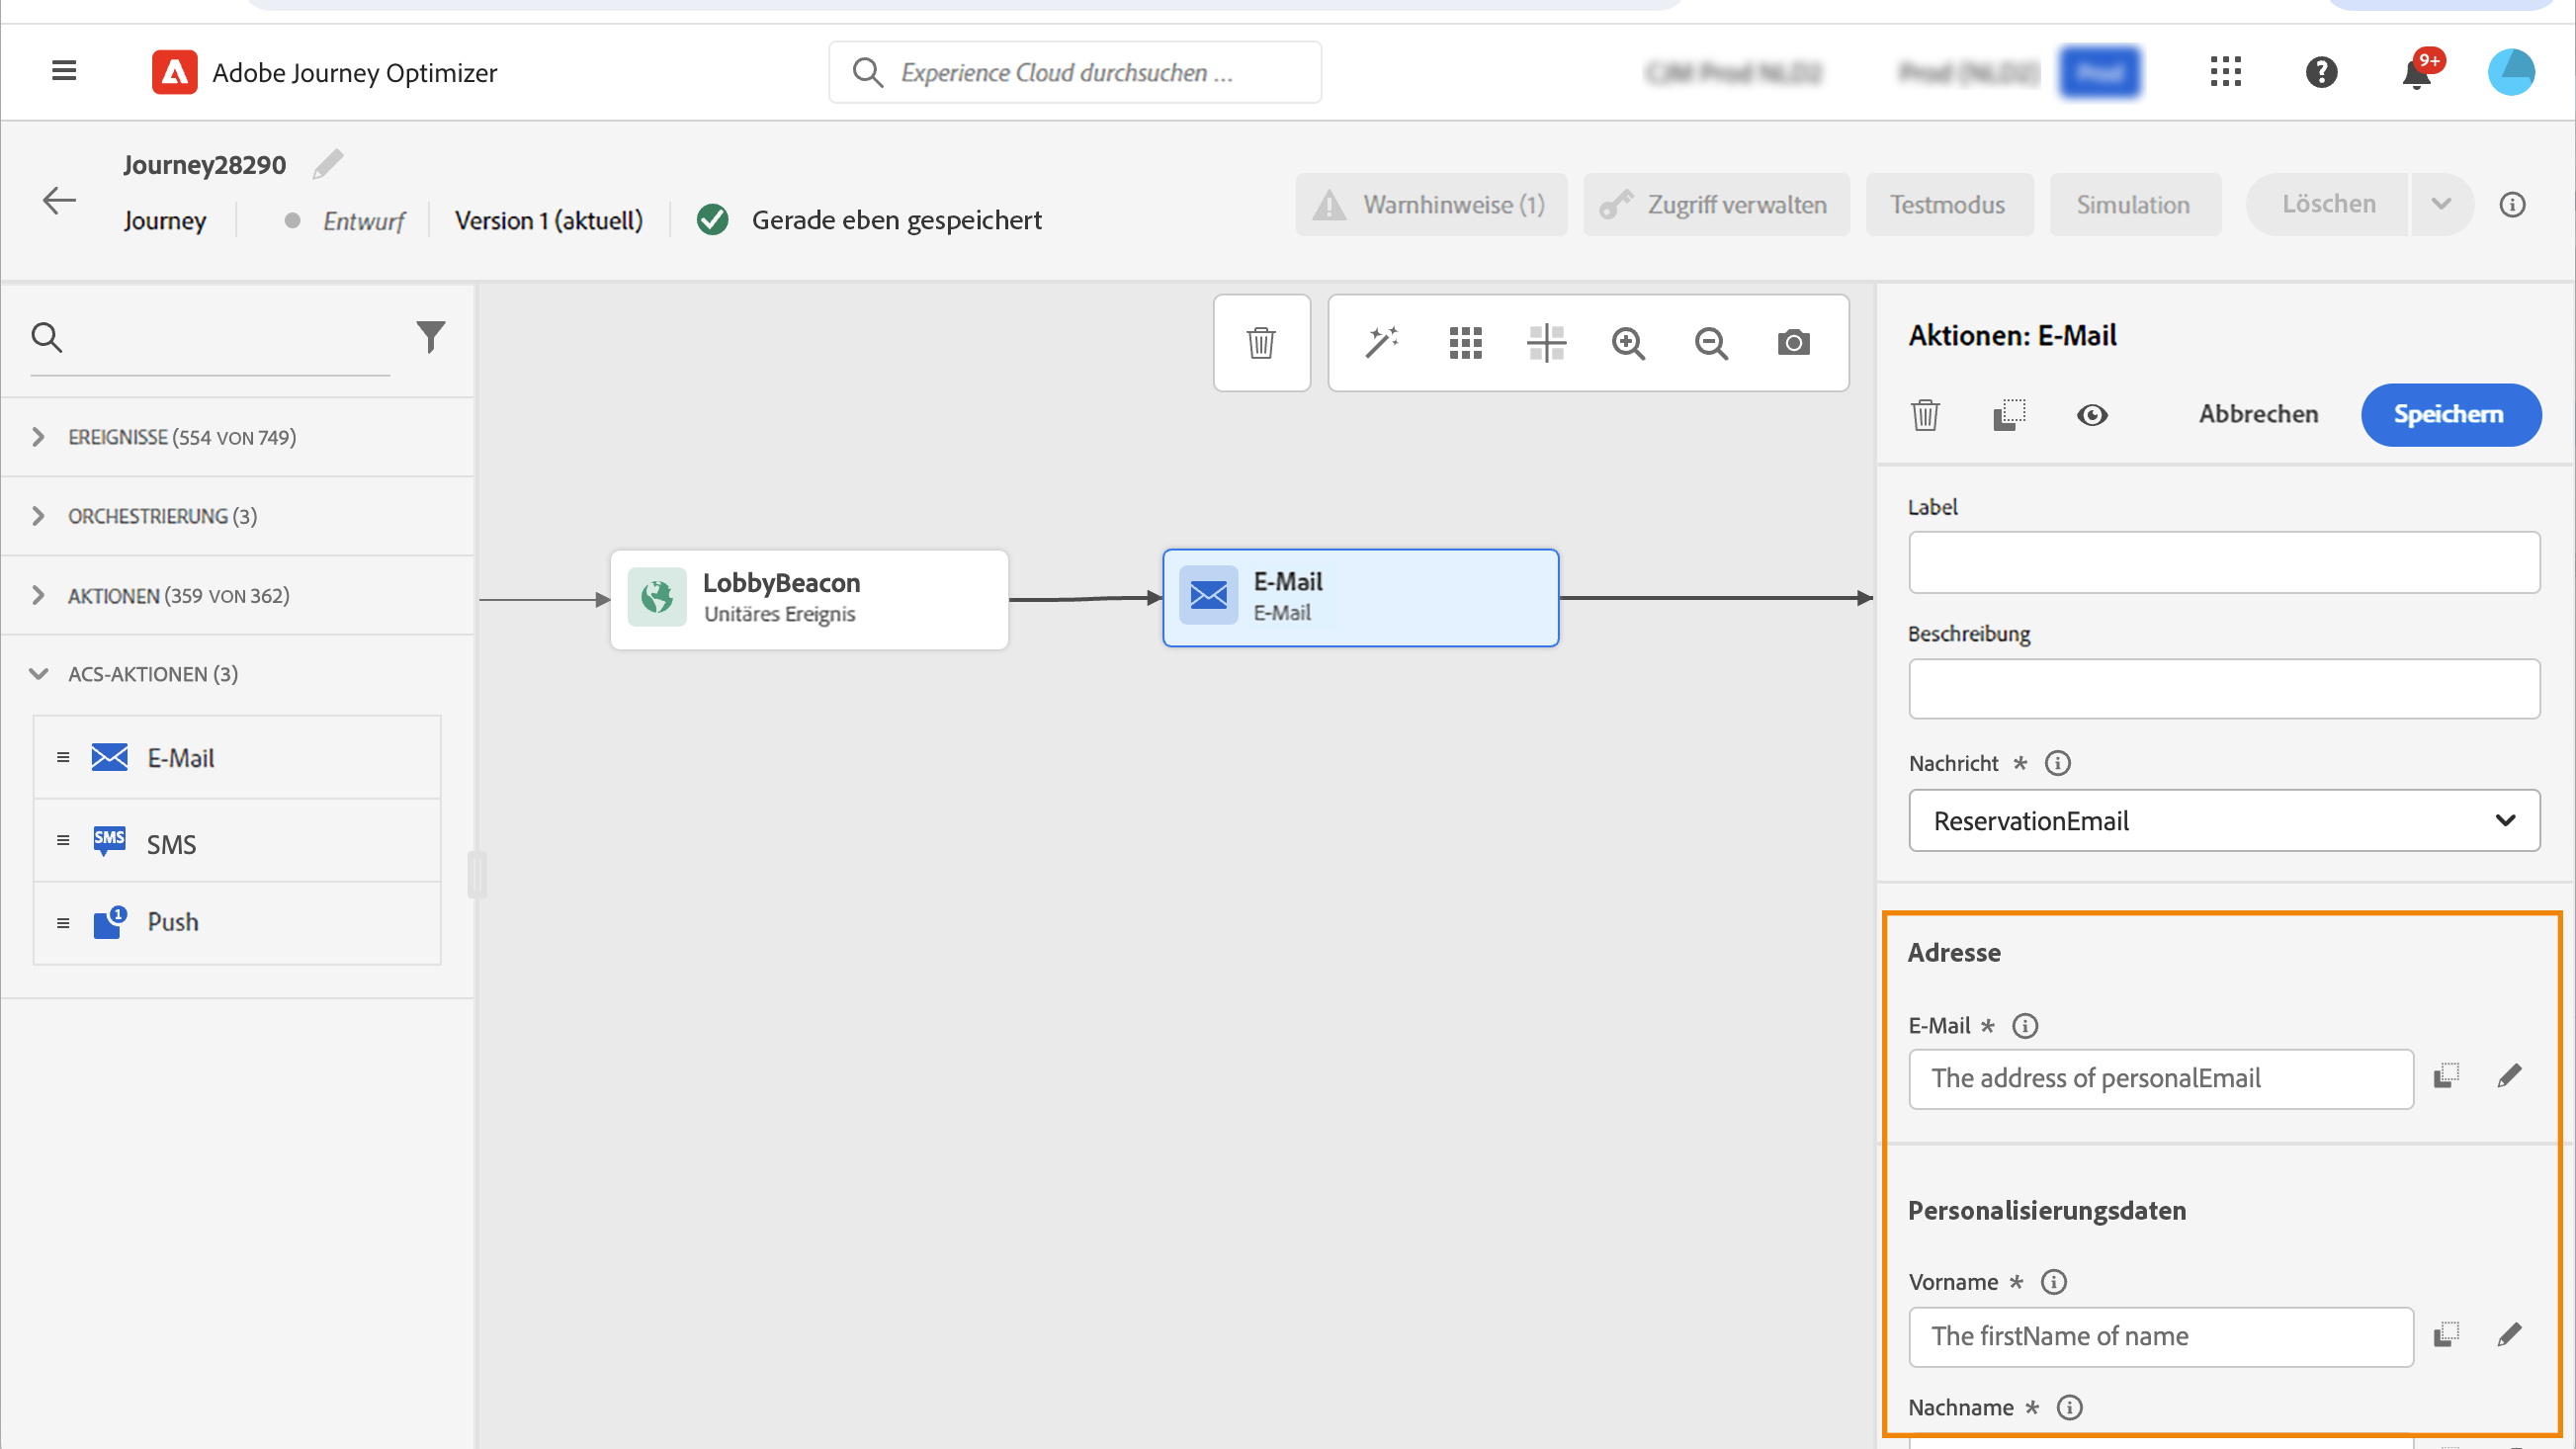 Adobe Journey Optimizer
Experience Cloud durchsuchen ...
9+
Journey28290
Journey
Entwurf
Version 1 (aktuell)
Gerade eben gespeichert
Warnhinweise (1)
Zugriff verwalten
Testmodus
Simulation
Löschen
EREIGNISSE (554 VON 749)
ORCHESTRIERUNG (3)
AKTIONEN (359 VON 362)
ACS-AKTIONEN (3)
E-Mail
SMS
SMS
1
Push
LobbyBeacon
Unitäres Ereignis
E-Mail
E-Mail
Aktionen: E-Mail
Abbrechen
Speichern
Label
Beschreibung
Nachricht *
ReservationEmail
Adresse
E-Mail *
The address of personalEmail
Personalisierungsdaten
Vorname *
The firstName of name
Nachname *